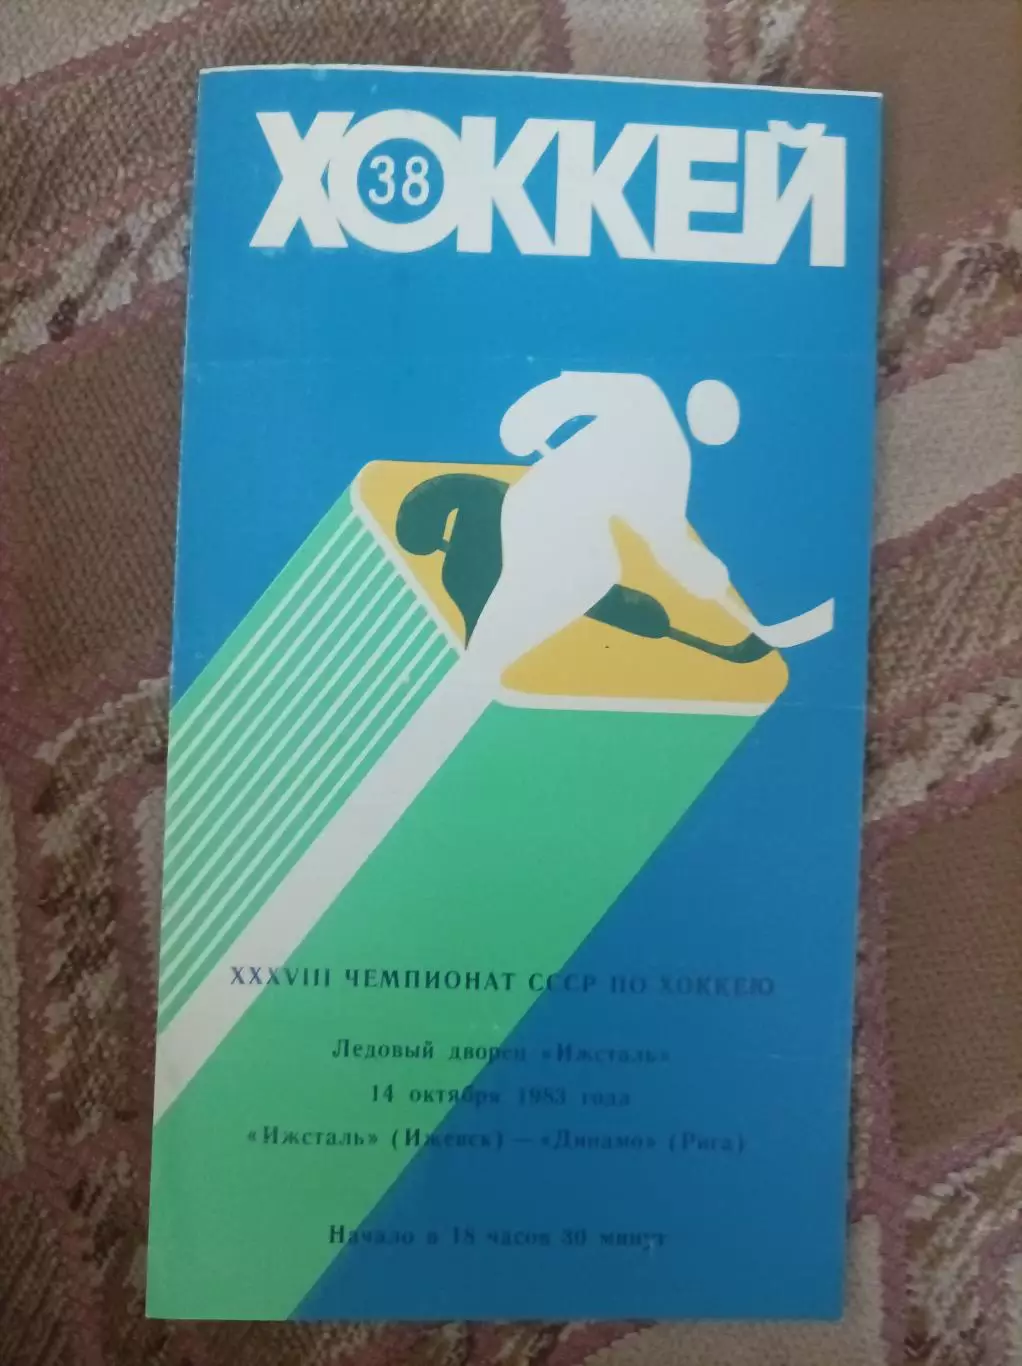 ХОККЕЙ
38
XXXVIII ЧЕМПИОНАТ СССР ПО ХОККЕЮ
Ледовый дворец «Ижсталь»
14 октября 1983 года
«Ижсталь» (Ижевск) — «Динамо» (Рига)
Начало в 18 часов 30 минут